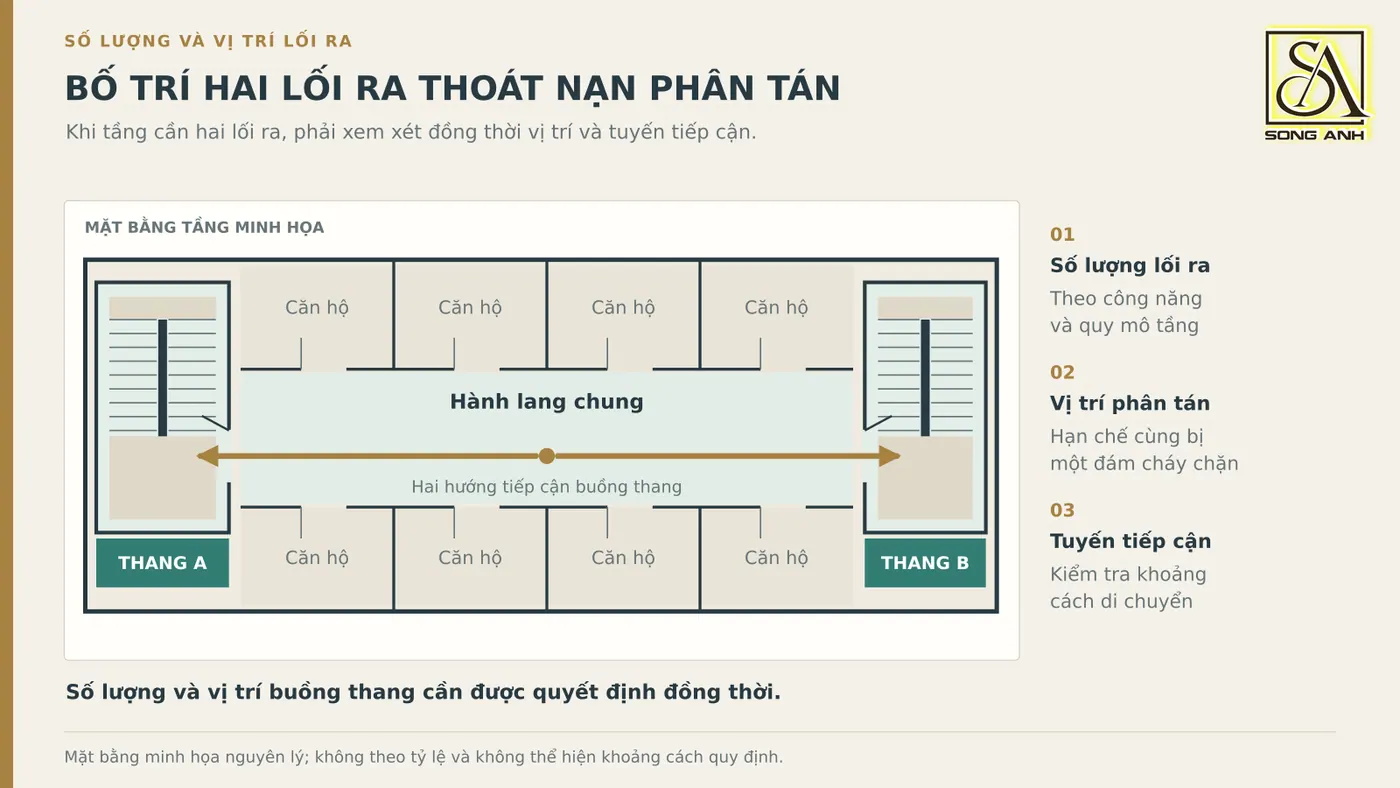 SỐ LƯỢNG VÀ VỊ TRÍ LỐI RA
BỐ TRÍ HAI LỐI RA THOÁT NẠN PHÂN TÁN
Khi tầng cần hai lối ra, phải xem xét đồng thời vị trí và tuyến tiếp cận.
SA
SONG ANH
MẶT BẰNG TẦNG MINH HỌA
Căn hộ Căn hộ Căn hộ Căn hộ
Hành lang chung
Hai hướng tiếp cận buồng thang
Căn hộ Căn hộ Căn hộ Căn hộ
THANG A THANG B
01
Số lượng lối ra
Theo công năng
và quy mô tầng
02
Vị trí phân tán
Hạn chế cùng bị
một đám cháy chặn
03
Tuyến tiếp cận
Kiểm tra khoảng
cách di chuyển
Số lượng và vị trí buồng thang cần được quyết định đồng thời.
Mặt bằng minh họa nguyên lý; không theo tỷ lệ và không thể hiện khoảng cách quy định.